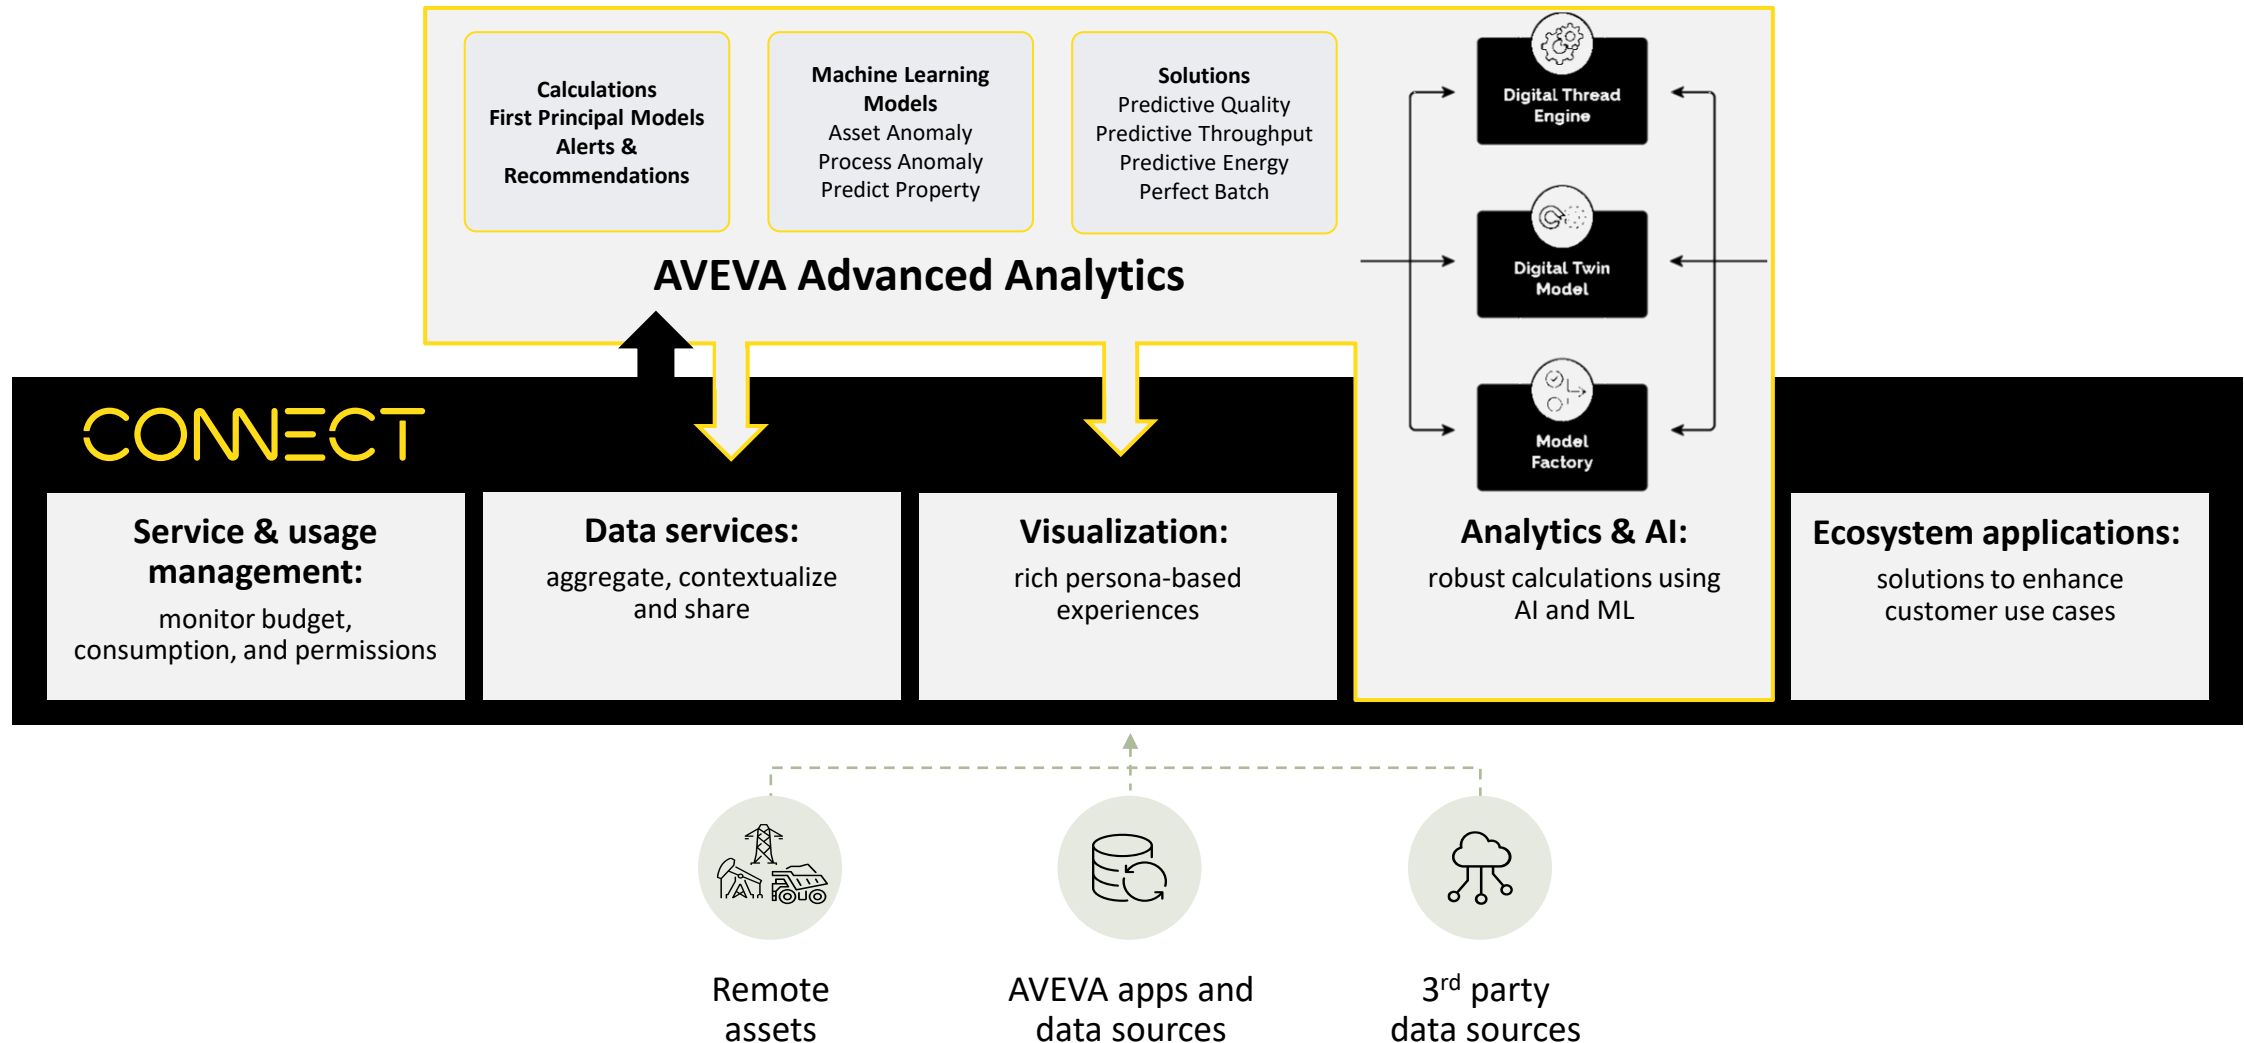 Calculations
First Principal Models
Alerts &
Recommendations
Machine Learning
Models
Asset Anomaly
Process Anomaly
Predict Property
Solutions
Predictive Quality
Predictive Throughput
Predictive Energy
Perfect Batch
AVEVA Advanced Analytics
Digital Thread
Engine
Digital Twin
Model
Model
Factory
CONNECT
Service & usage
management:
monitor budget,
consumption, and permissions
Data services:
aggregate, contextualize
and share
Visualization:
rich persona-based
experiences
Analytics & AI:
robust calculations using
AI and ML
Ecosystem applications:
solutions to enhance
customer use cases
Remote
assets
AVEVA apps and
data sources
3rd party
data sources